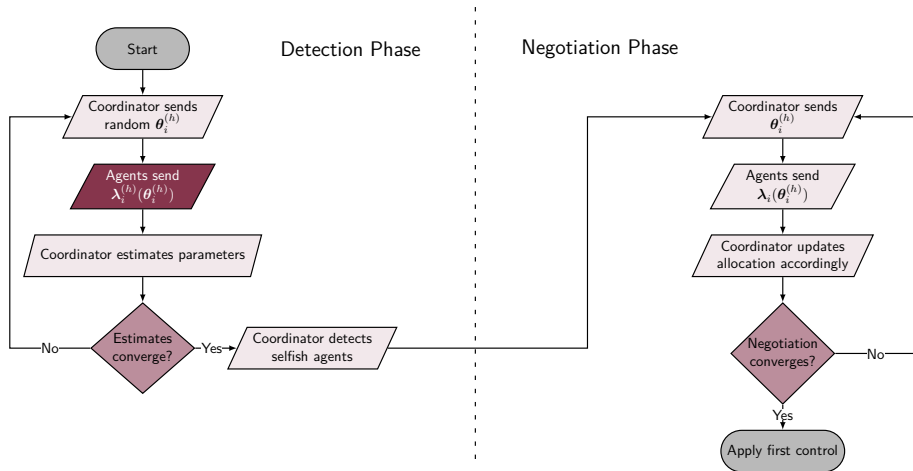 Detection Phase
Negotiation Phase
Start
Coordinator sends
random θ_i^(h)
Agents send
λ_i^(h)(θ_i^(h))
Coordinator estimates parameters
Estimates
converge?
No
Yes
Coordinator detects
selfish agents
Coordinator sends
θ_i^(h)
Agents send
λ_i(θ_i^(h))
Coordinator updates
allocation accordingly
Negotiation
converges?
No
Yes
Apply first control